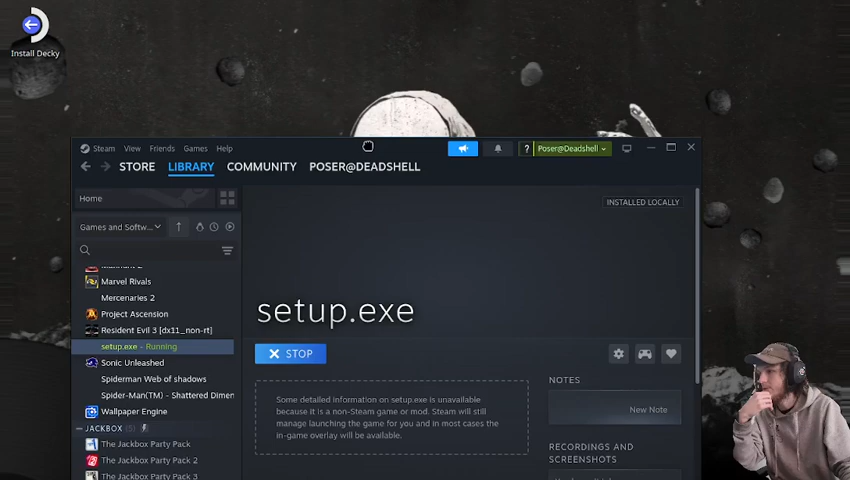 Install Decky
Steam View Friends Games Help
? Poser@Deadshell
STORE LIBRARY COMMUNITY POSER@DEADSHELL
Home
INSTALLED LOCALLY
Games and Softw...
Marvel Rivals
Mercenaries 2
Project Ascension
Resident Evil 3 [dx11_non-rt]
setup.exe - Running
Sonic Unleashed
Spiderman Web of shadows
Spider-Man(TM) - Shattered Dimen
Wallpaper Engine
JACKBOX (5)
The Jackbox Party Pack
The Jackbox Party Pack 2
The Jackbox Party Pack 3
setup.exe
STOP
Some detailed information on setup.exe is unavailable
because it is a non-Steam game or mod. Steam will still
manage launching the game for you and in most cases the
in-game overlay will be available.
NOTES
New Note
RECORDINGS AND
SCREENSHOTS